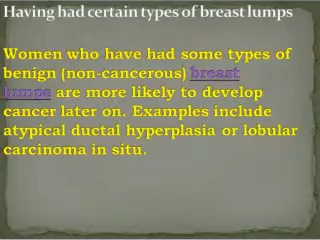 Having had certain types of breast lumps
Women who have had some types of
benign (non-cancerous) breast
lumps are more likely to develop
cancer later on. Examples include
atypical ductal hyperplasia or lobular
carcinoma in situ.